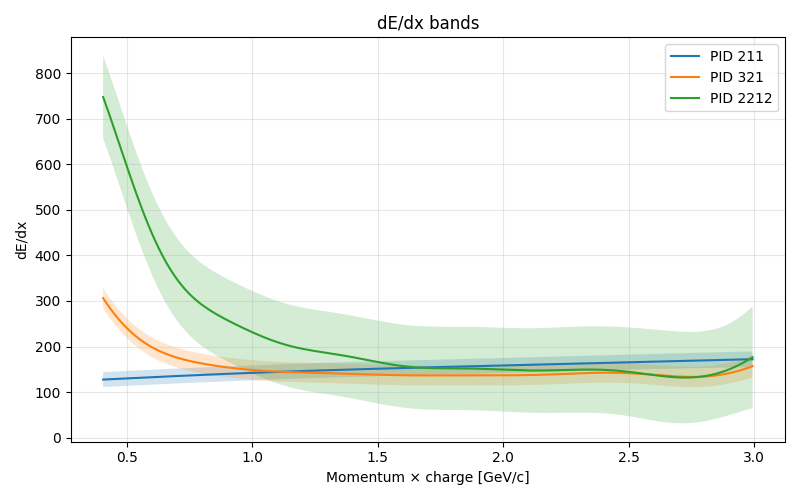 dE/dx bands
PID 211
PID 321
PID 2212
800
700
600
500
400
300
200
100
0
dE/dx
0.5 1.0 1.5 2.0 2.5 3.0
Momentum × charge [GeV/c]